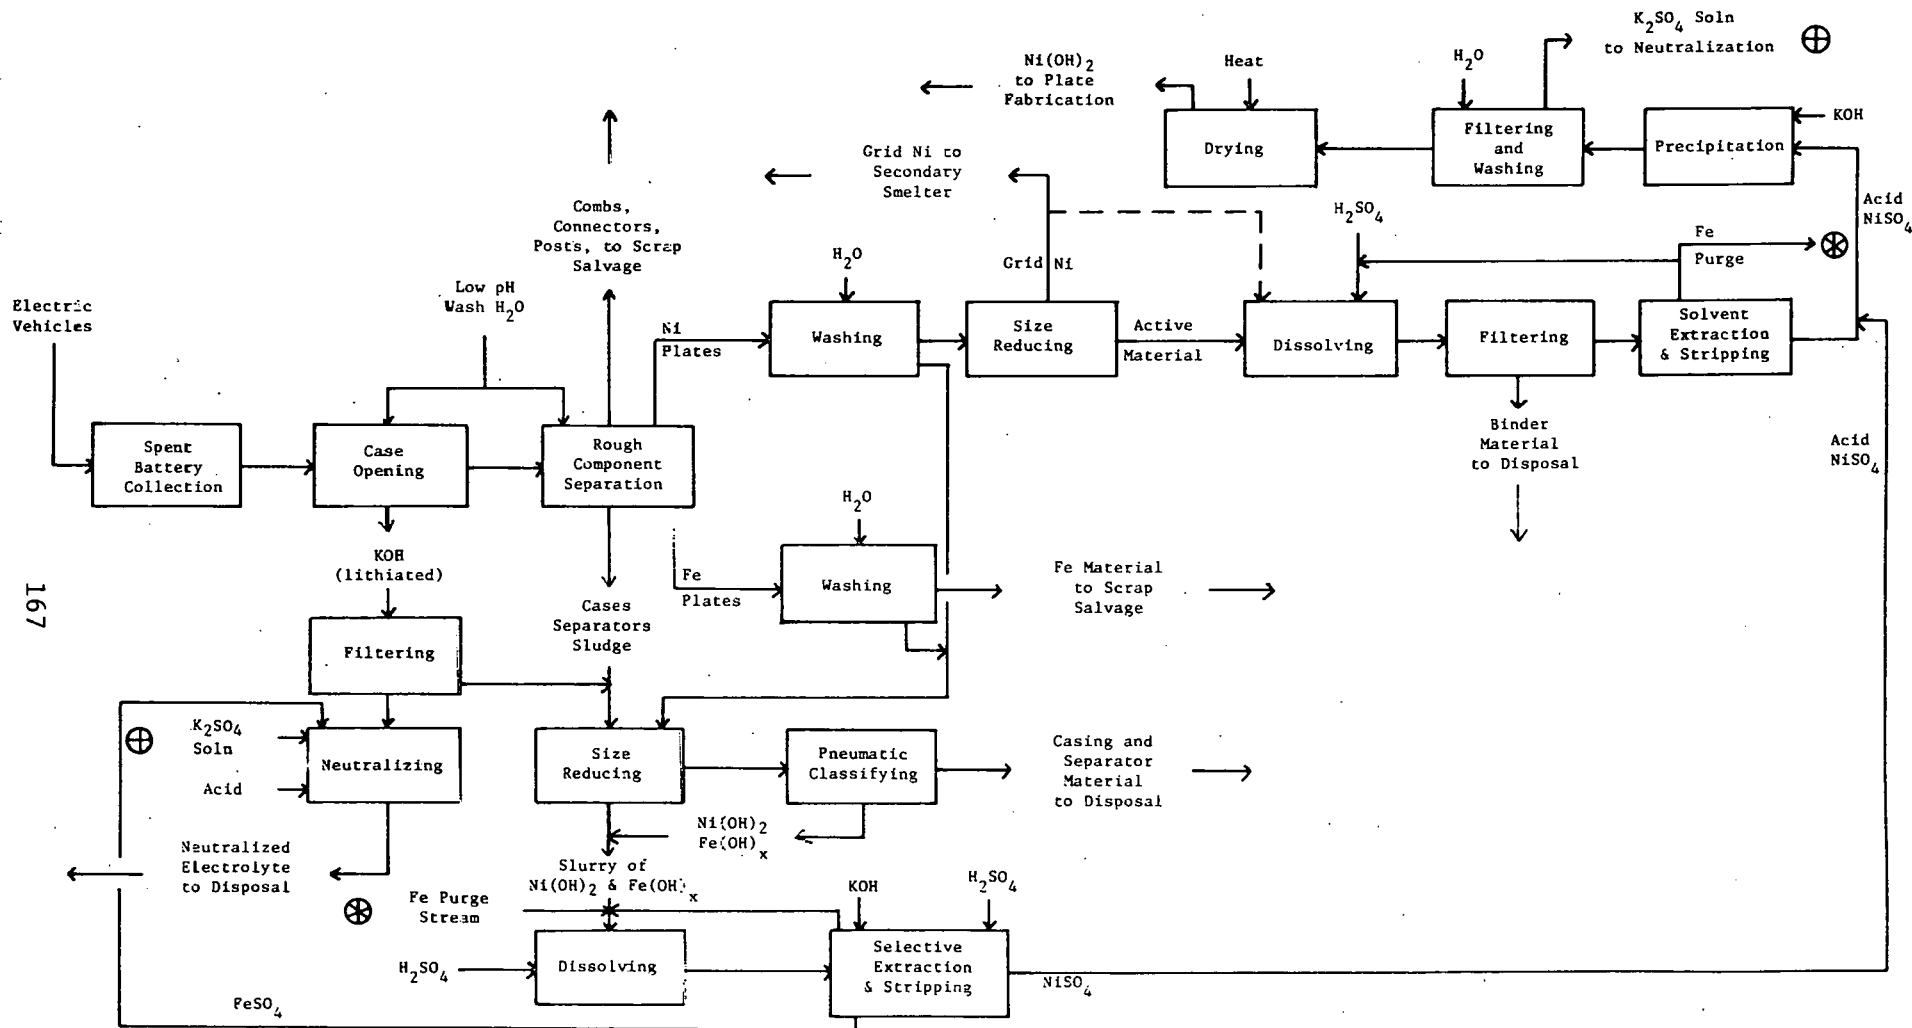 K2SO4 Soln
to Neutralization
Ni(OH)2
to Plate
Fabrication
Heat
H2O
KOH
Drying
Filtering
and
Washing
Precipitation
Grid Ni to
Secondary
Smelter
Combs,
Connectors,
Posts, to Scrap
Salvage
H2SO4
Acid
NiSO4
Fe
Purge
Electric
Vehicles
Low pH
Wash H2O
H2O
Grid Ni
Ni
Plates
Washing
Size
Reducing
Active
Material
Dissolving
Filtering
Solvent
Extraction
& Stripping
Spent
Battery
Collection
Case
Opening
Rough
Component
Separation
Binder
Material
to Disposal
Acid
NiSO4
H2O
KOH
(lithiated)
Fe
Plates
Washing
Fe Material
to Scrap
Salvage
167
Cases
Separators
Sludge
Filtering
K2SO4
Soln
Acid
Neutralizing
Size
Reducing
Pneumatic
Classifying
Casing and
Separator
Material
to Disposal
Ni(OH)2
Fe(OH)x
Neutralized
Electrolyte
to Disposal
Slurry of
Ni(OH)2 & Fe(OH)x
Fe Purge
Stream
KOH
H2SO4
H2SO4
Dissolving
Selective
Extraction
& Stripping
NiSO4
FeSO4